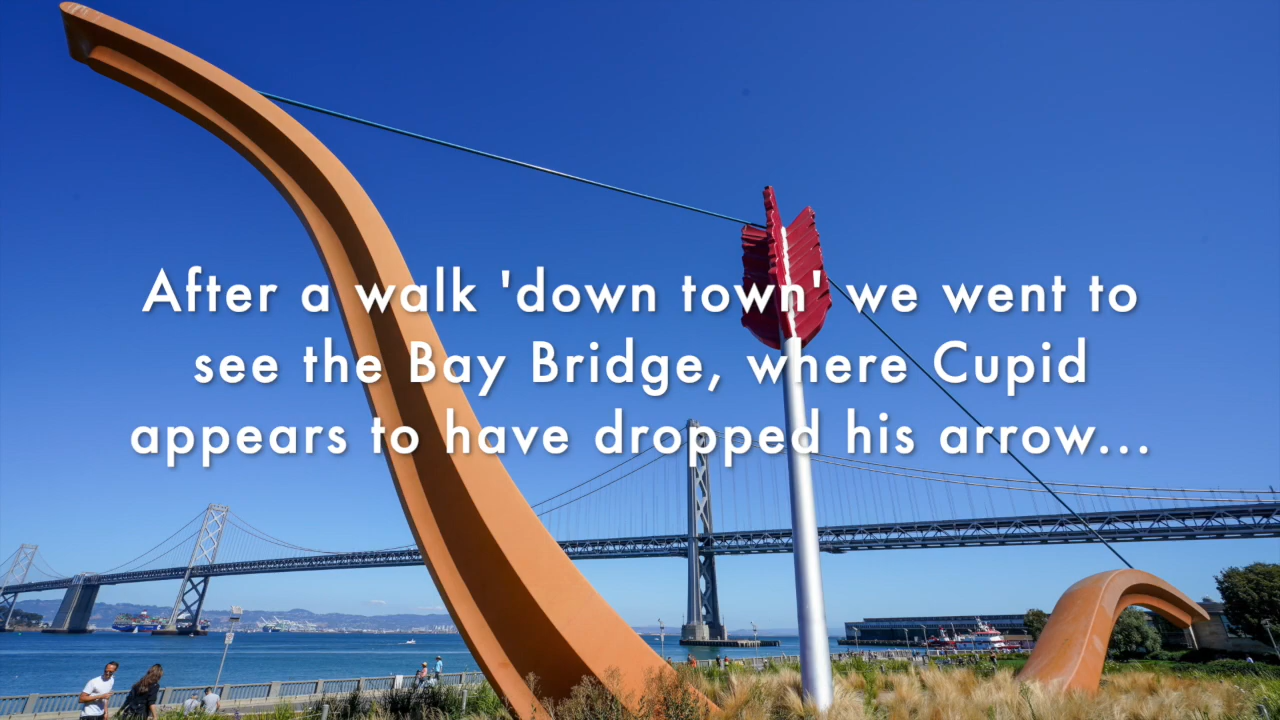 After a walk 'down town' we went to
see the Bay Bridge, where Cupid
appears to have dropped his arrow...